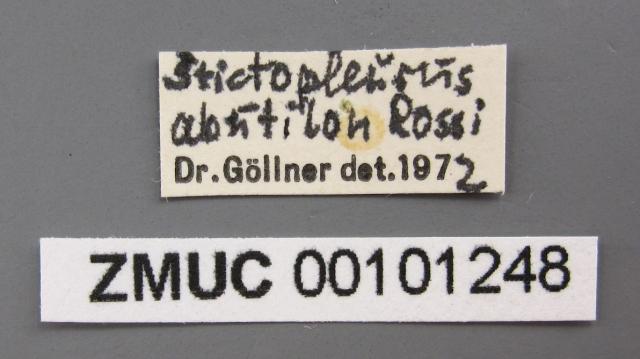 Stictopleurus
abutilon Rossi
Dr.Göllner det.1972
ZMUC 00101248